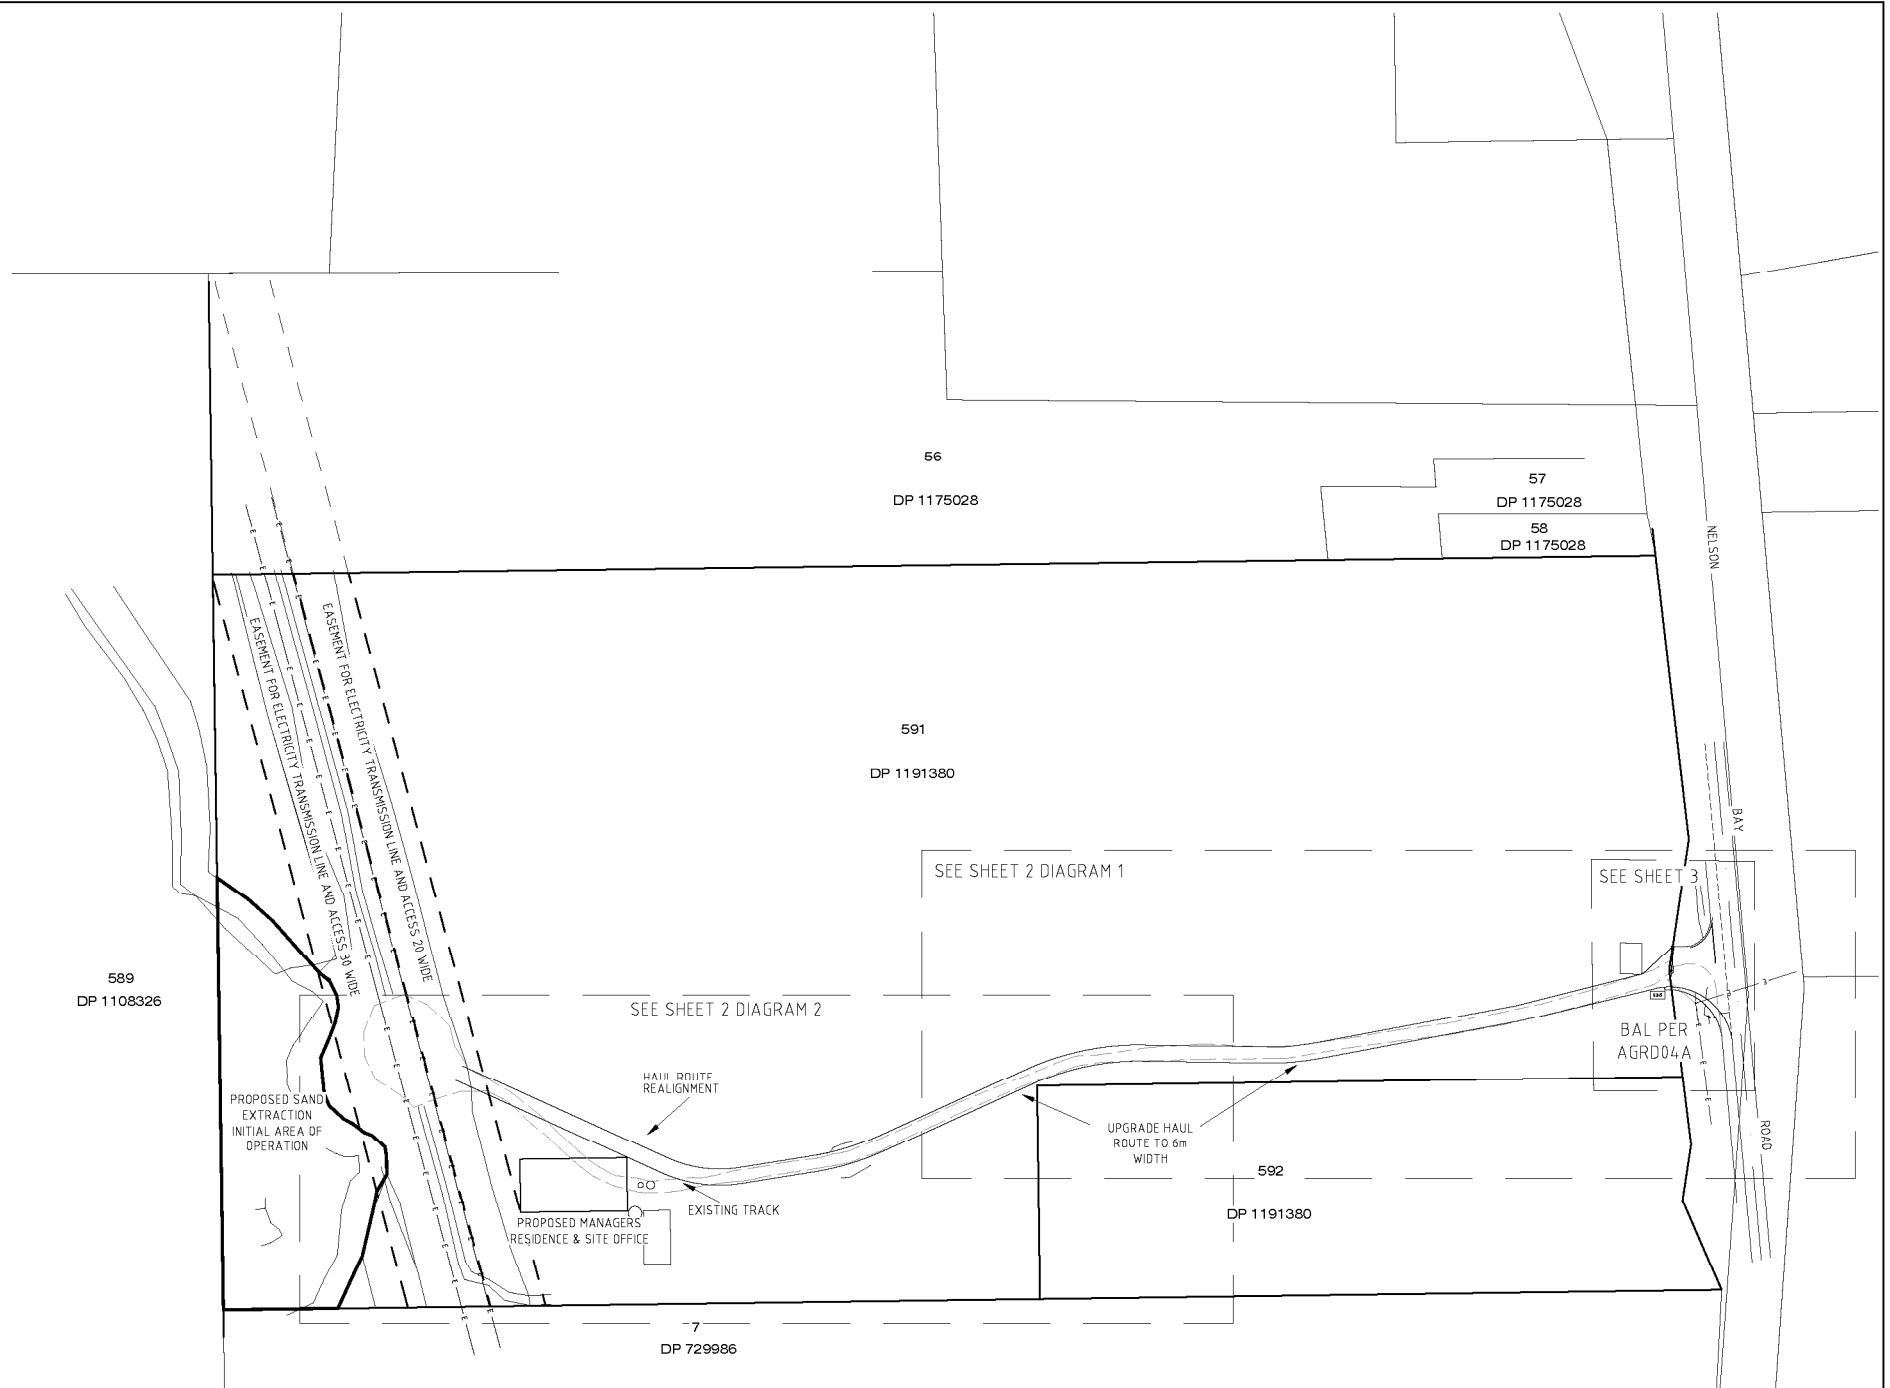 56
DP 1175028
57
DP 1175028
58
DP 1175028
NELSON
BAY
ROAD
EASEMENT FOR ELECTRICITY TRANSMISSION LINE AND ACCESS 30 WIDE
EASEMENT FOR ELECTRICITY TRANSMISSION LINE AND ACCESS 20 WIDE
591
DP 1191380
SEE SHEET 2 DIAGRAM 1
SEE SHEET 3
589
DP 1108326
SEE SHEET 2 DIAGRAM 2
BAL PER
AGRD04A
HAUL ROUTE
REALIGNMENT
PROPOSED SAND
EXTRACTION
INITIAL AREA OF
OPERATION
UPGRADE HAUL
ROUTE TO 6m
WIDTH
592
DP 1191380
EXISTING TRACK
PROPOSED MANAGERS
RESIDENCE & SITE OFFICE
7
DP 729986